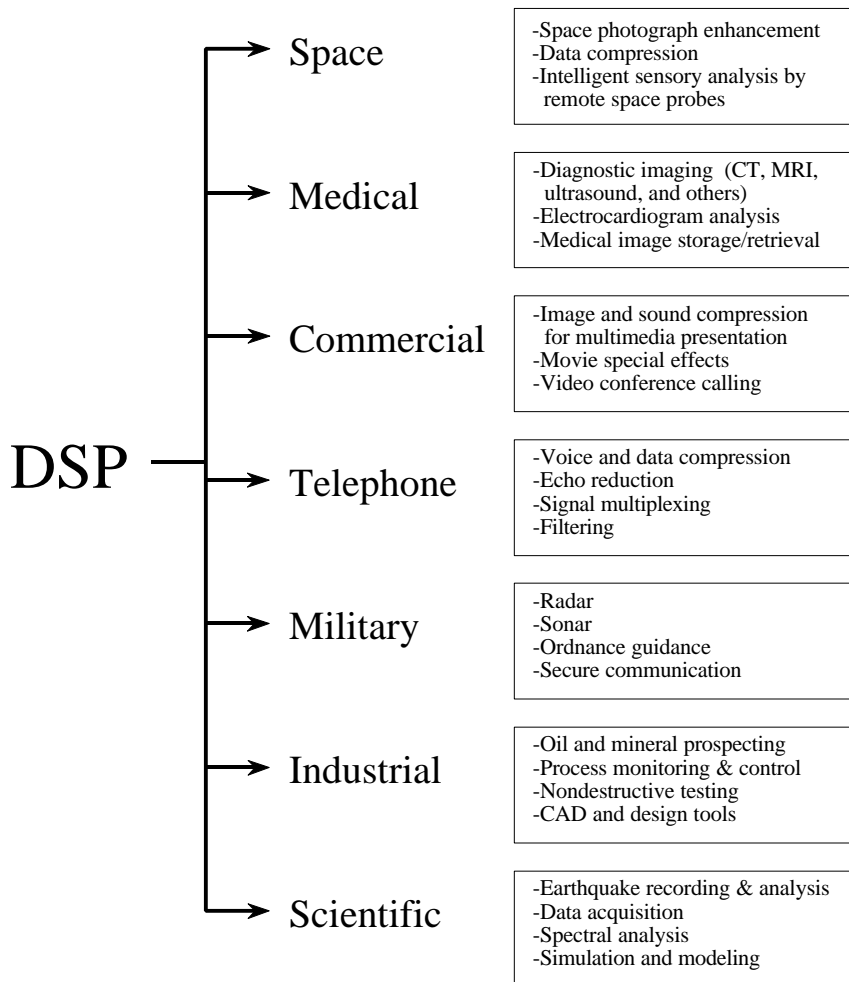 DSP
Space
-Space photograph enhancement
-Data compression
-Intelligent sensory analysis by
remote space probes
Medical
-Diagnostic imaging (CT, MRI,
ultrasound, and others)
-Electrocardiogram analysis
-Medical image storage/retrieval
Commercial
-Image and sound compression
for multimedia presentation
-Movie special effects
-Video conference calling
Telephone
-Voice and data compression
-Echo reduction
-Signal multiplexing
-Filtering
Military
-Radar
-Sonar
-Ordnance guidance
-Secure communication
Industrial
-Oil and mineral prospecting
-Process monitoring & control
-Nondestructive testing
-CAD and design tools
Scientific
-Earthquake recording & analysis
-Data acquisition
-Spectral analysis
-Simulation and modeling